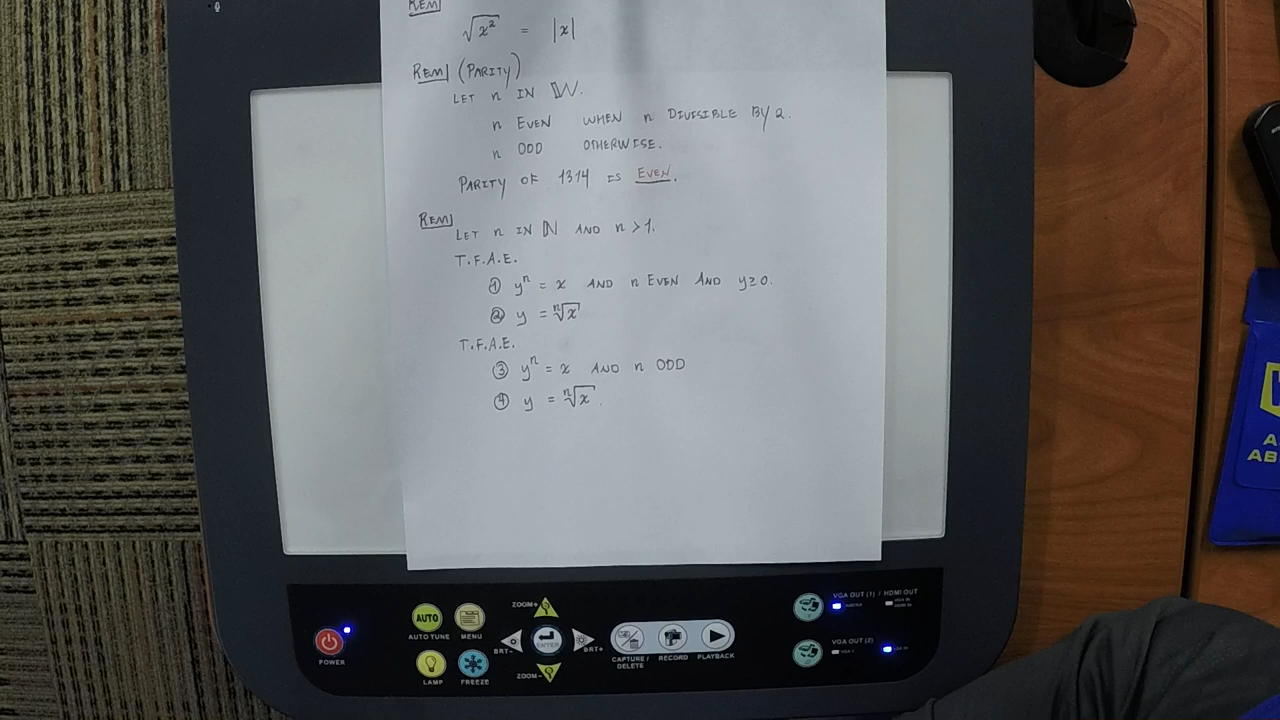 REM
√x² = |x|
REM (PARITY)
LET n IN 𝕎.
n EVEN WHEN n DIVISIBLE BY 2.
n ODD OTHERWISE.
PARITY OF 1314 IS EVEN.
REM
LET n IN ℕ AND n > 1.
T.F.A.E.
① yⁿ = x AND n EVEN AND y ≥ 0.
② y = ⁿ√x
T.F.A.E.
③ yⁿ = x AND n ODD
④ y = ⁿ√x.
POWER
AUTO
AUTO TUNE
MENU
LAMP
FREEZE
ZOOM+
BRT-
ENTER
BRT+
ZOOM-
CAPTURE / DELETE
RECORD
PLAYBACK
VGA OUT (1) / HDMI OUT
VGA OUT (2)